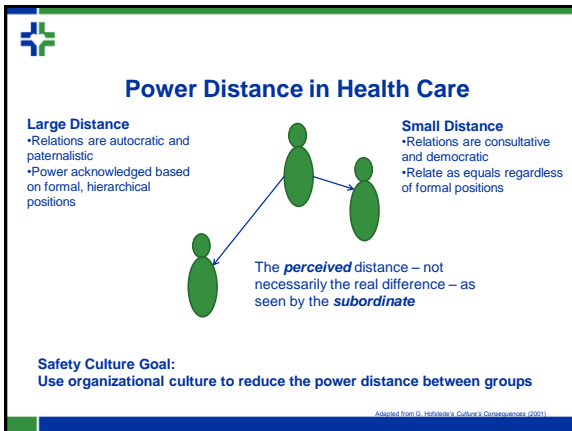 Power Distance in Health Care
Large Distance
•Relations are autocratic and
paternalistic
•Power acknowledged based
on formal, hierarchical
positions
Small Distance
•Relations are consultative
and democratic
•Relate as equals regardless
of formal positions
The perceived distance – not
necessarily the real difference – as
seen by the subordinate
Safety Culture Goal:
Use organizational culture to reduce the power distance between groups
Adapted from G. Hofstede's Culture's Consequences (2001)